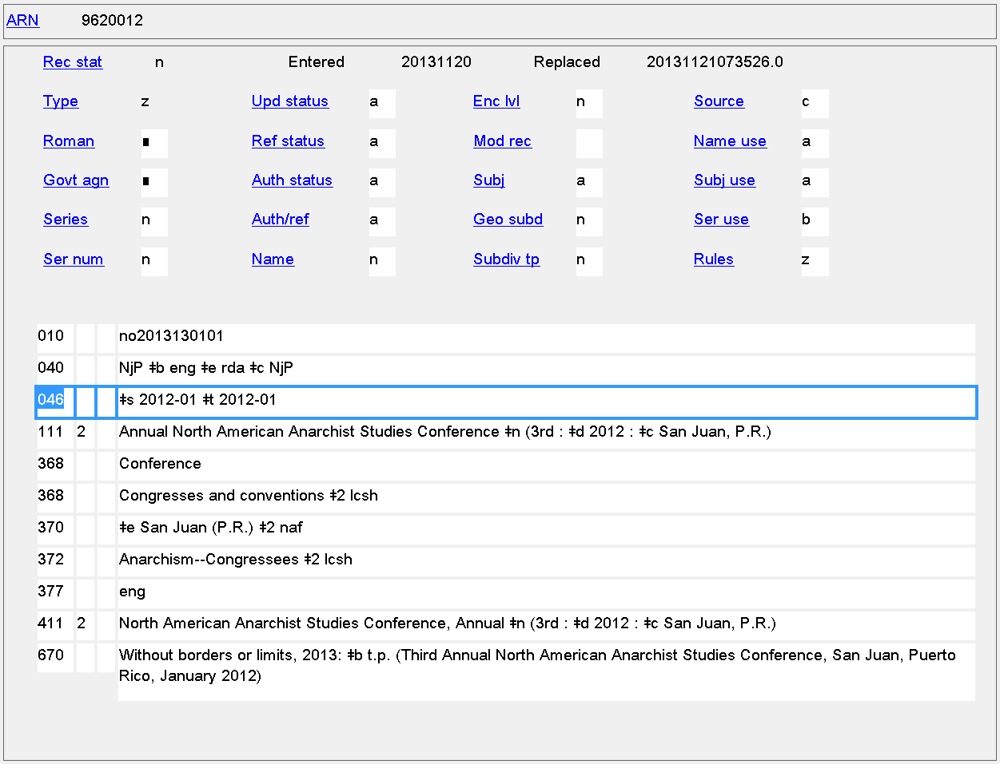 ARN 9620012
Rec stat n Entered 20131120 Replaced 20131121073526.0
Type z Upd status a Enc lvl n Source c
Roman ■ Ref status a Mod rec Name use a
Govt agn ■ Auth status a Subj a Subj use a
Series n Auth/ref a Geo subd n Ser use b
Ser num n Name n Subdiv tp n Rules z
010 no2013130101
040 NjP ‡b eng ‡e rda ‡c NjP
046 ‡s 2012-01 ‡t 2012-01
111 2 Annual North American Anarchist Studies Conference ‡n (3rd : ‡d 2012 : ‡c San Juan, P.R.)
368 Conference
368 Congresses and conventions ‡2 lcsh
370 ‡e San Juan (P.R.) ‡2 naf
372 Anarchism--Congressees ‡2 lcsh
377 eng
411 2 North American Anarchist Studies Conference, Annual ‡n (3rd : ‡d 2012 : ‡c San Juan, P.R.)
670 Without borders or limits, 2013: ‡b t.p. (Third Annual North American Anarchist Studies Conference, San Juan, Puerto
Rico, January 2012)